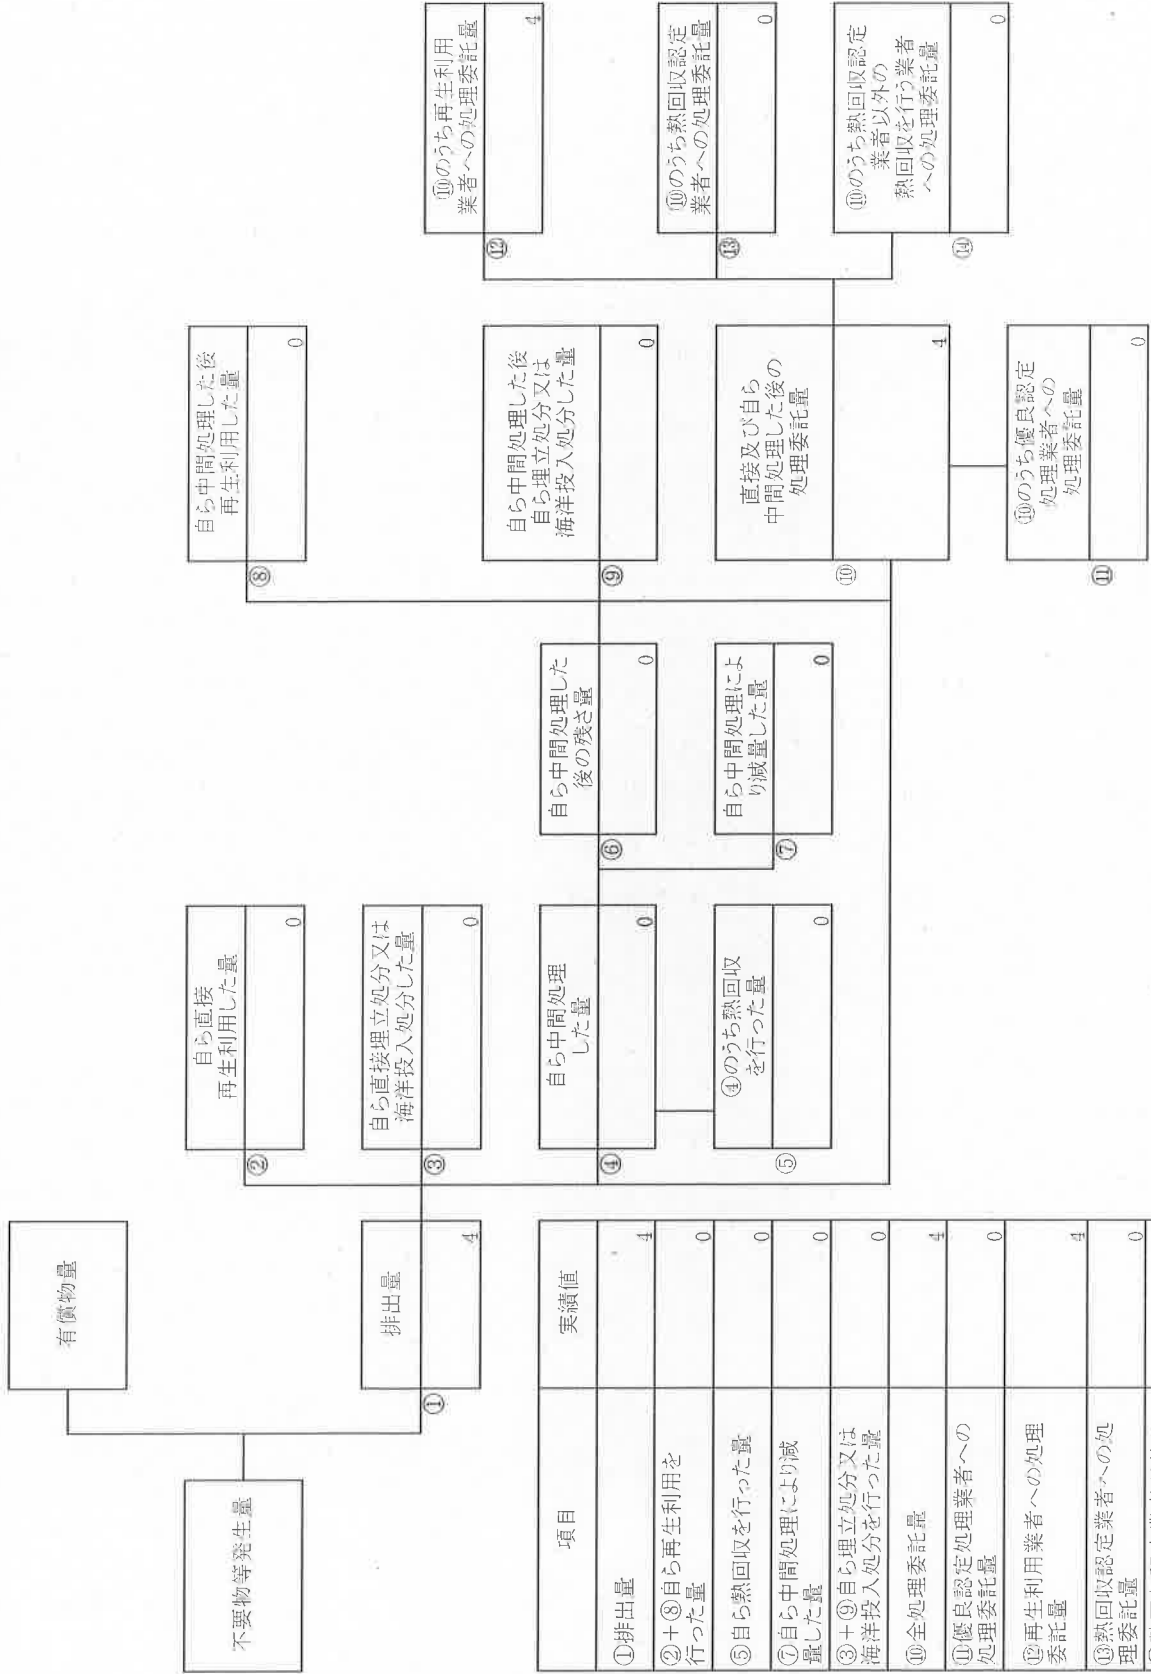 不要物等発生量
有償物量
排出量
①
4
自ら直接
再生利用した量
②
0
自ら直接埋立処分又は
海洋投入処分した量
③
0
自ら中間処理
した量
④
0
④のうち熱回収
を行った量
⑤
0
自ら中間処理した
後の残さ量
⑥
0
自ら中間処理によ
り減量した量
⑦
0
自ら中間処理した後
再生利用した量
⑧
0
自ら中間処理した後
自ら埋立処分又は
海洋投入処分した量
⑨
0
直接及び自ら
中間処理した後の
処理委託量
⑩
4
⑩のうち優良認定
処理業者への
処理委託量
⑪
0
⑩のうち再生利用
業者への処理委託量
⑫
4
⑩のうち熱回収認定
業者への処理委託量
⑬
0
⑩のうち熱回収認定
業者以外の
熱回収を行う業者
への処理委託量
⑭
0
項目 実績値
①排出量 4
②+⑧自ら再生利用を
行った量 0
⑤自ら熱回収を行った量 0
⑦自ら中間処理により減
量した量 0
③+⑨自ら埋立処分又は
海洋投入処分を行った量 0
⑩全処理委託量 4
⑪優良認定処理業者への
処理委託量 0
⑫再生利用業者への処理
委託量 4
⑬熱回収認定業者への処
理委託量 0